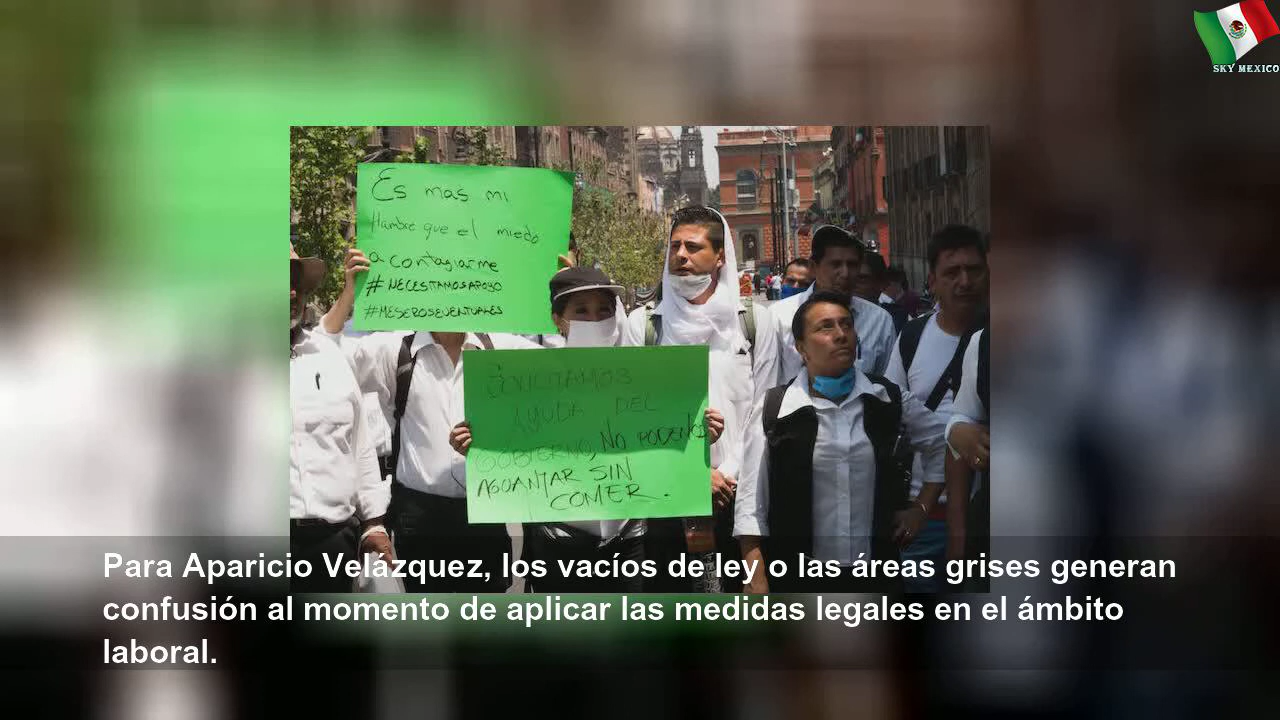 SKY MEXICO
Es mas mi
Hambre que el miedo
a contagiarme
#NECESITAMOSAPOYO
#MESEROSEVENTUALES
SOLICITAMOS
AYUDA DEL
GOBIERNO, NO PODEMOS
AGUANTAR SIN
COMER.
Para Aparicio Velázquez, los vacíos de ley o las áreas grises generan
confusión al momento de aplicar las medidas legales en el ámbito
laboral.